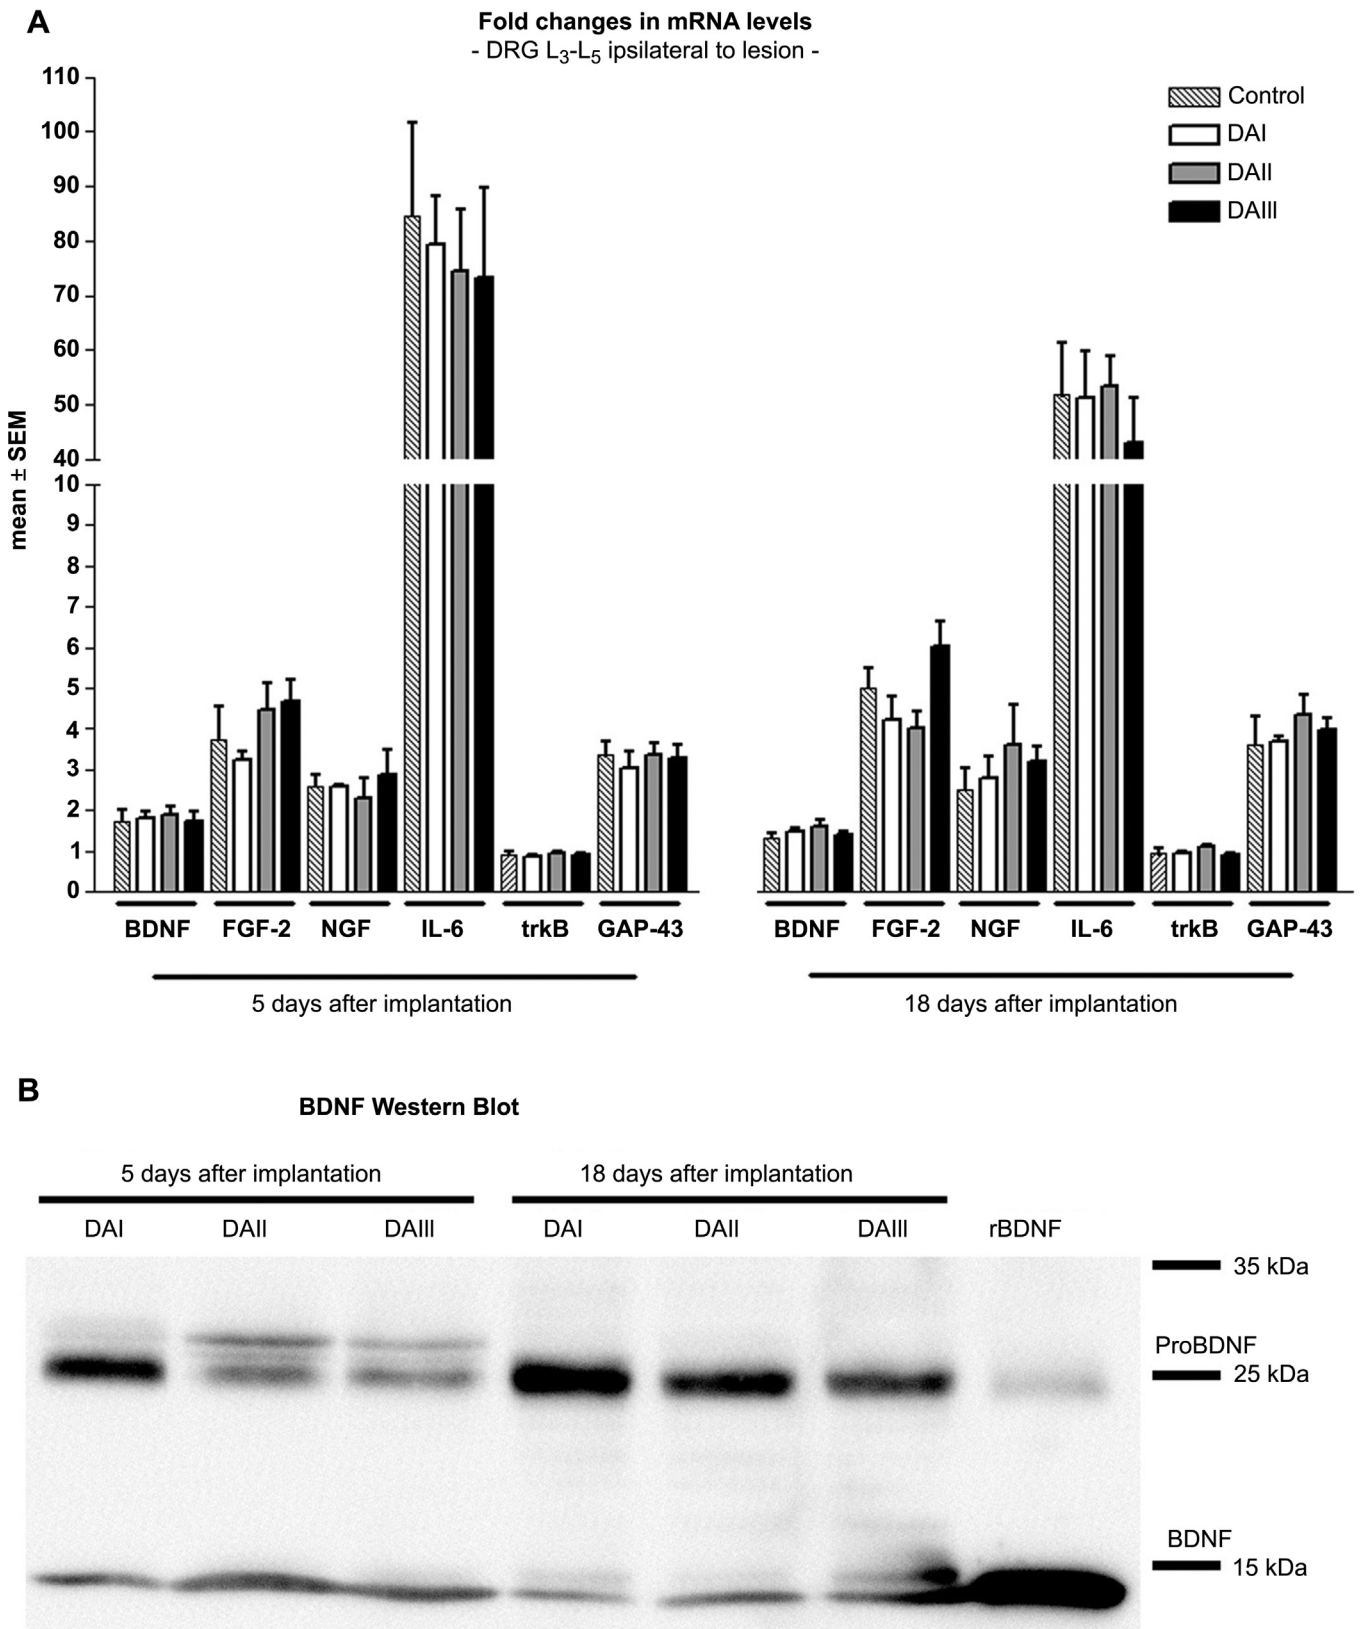 A
Fold changes in mRNA levels
- DRG L3-L5 ipsilateral to lesion -
Control
DAI
DAII
DAIII
mean ± SEM
110
100
90
80
70
60
50
40
10
9
8
7
6
5
4
3
2
1
0
BDNF FGF-2 NGF IL-6 trkB GAP-43 BDNF FGF-2 NGF IL-6 trkB GAP-43
5 days after implantation 18 days after implantation
B
BDNF Western Blot
5 days after implantation 18 days after implantation
DAI DAII DAIII DAI DAII DAIII rBDNF
35 kDa
ProBDNF
25 kDa
BDNF
15 kDa